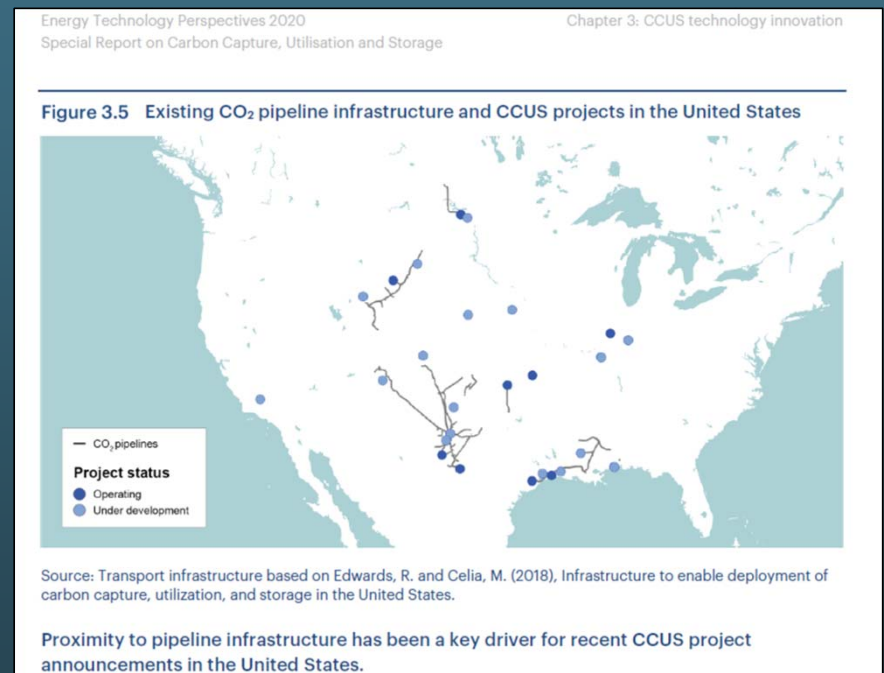 Energy Technology Perspectives 2020
Chapter 3: CCUS technology innovation
Special Report on Carbon Capture, Utilisation and Storage
Figure 3.5 Existing CO₂ pipeline infrastructure and CCUS projects in the United States
CO₂ pipelines
Project status
Operating
Under development
Source: Transport infrastructure based on Edwards, R. and Celia, M. (2018), Infrastructure to enable deployment of
carbon capture, utilization, and storage in the United States.
Proximity to pipeline infrastructure has been a key driver for recent CCUS project
announcements in the United States.